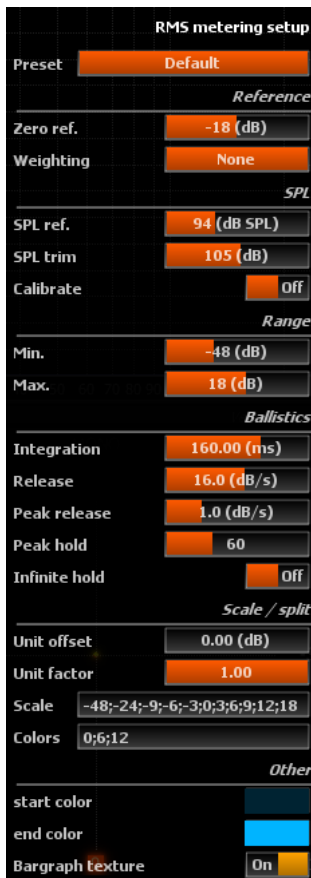 RMS metering setup
Preset Default
Reference
Zero ref. -18 (dB)
Weighting None
SPL
SPL ref. 94 (dB SPL)
SPL trim 105 (dB)
Calibrate Off
Range
Min. -48 (dB)
Max. 18 (dB)
Ballistics
Integration 160.00 (ms)
Release 16.0 (dB/s)
Peak release 1.0 (dB/s)
Peak hold 60
Infinite hold Off
Scale / split
Unit offset 0.00 (dB)
Unit factor 1.00
Scale -48;-24;-9;-6;-3;0;3;6;9;12;18
Colors 0;6;12
Other
start color
end color
Bargraph texture On